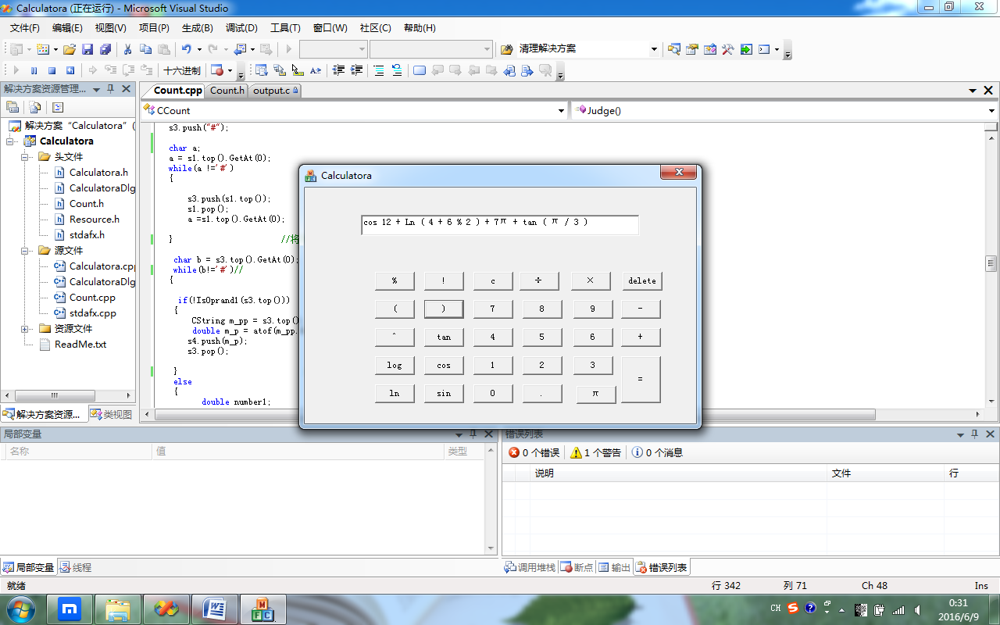 Calculatora (正在运行) - Microsoft Visual Studio
文件(F) 编辑(E) 视图(V) 项目(P) 生成(B) 调试(D) 工具(T) 窗口(W) 社区(C) 帮助(H)
清理解决方案
十六进制
解决方案资源管理...
Count.cpp Count.h output.c
CCount
Judge()
解决方案 “Calculatora” (
Calculatora
头文件
Calculatora.h
CalculatoraDlg
Count.h
Resource.h
stdafx.h
源文件
Calculatora.cpp
CalculatoraDlg
Count.cpp
stdafx.cpp
资源文件
ReadMe.txt
解决方案资源... 类视图
s3.push("#");
char a;
a = s1.top().GetAt(0);
while(a !='#')
{
s3.push(s1.top());
s1.pop();
a =s1.top().GetAt(0);
} //将
char b = s3.top().GetAt(0);
while(b!='#')//
{
if(!IsOprand1(s3.top()))
{
CString m_pp = s3.top()
double m_p = atof(m_pp.
s4.push(m_p);
s3.pop();
}
else
{
double number1;
Calculatora
cos 12 + Ln ( 4 + 6 % 2 ) + 7π + tan ( π / 3 )
% ! c ÷ × delete
( ) 7 8 9 -
^ tan 4 5 6 +
log cos 1 2 3 =
ln sin 0 . π
局部变量
名称 值 类型
局部变量 线程
错误列表
0 个错误 1 个警告 0 个消息
说明 文件 行
调用堆栈 断点 输出 错误列表
就绪 行 342 列 71 Ch 48 Ins
CH 0:31
2016/6/9